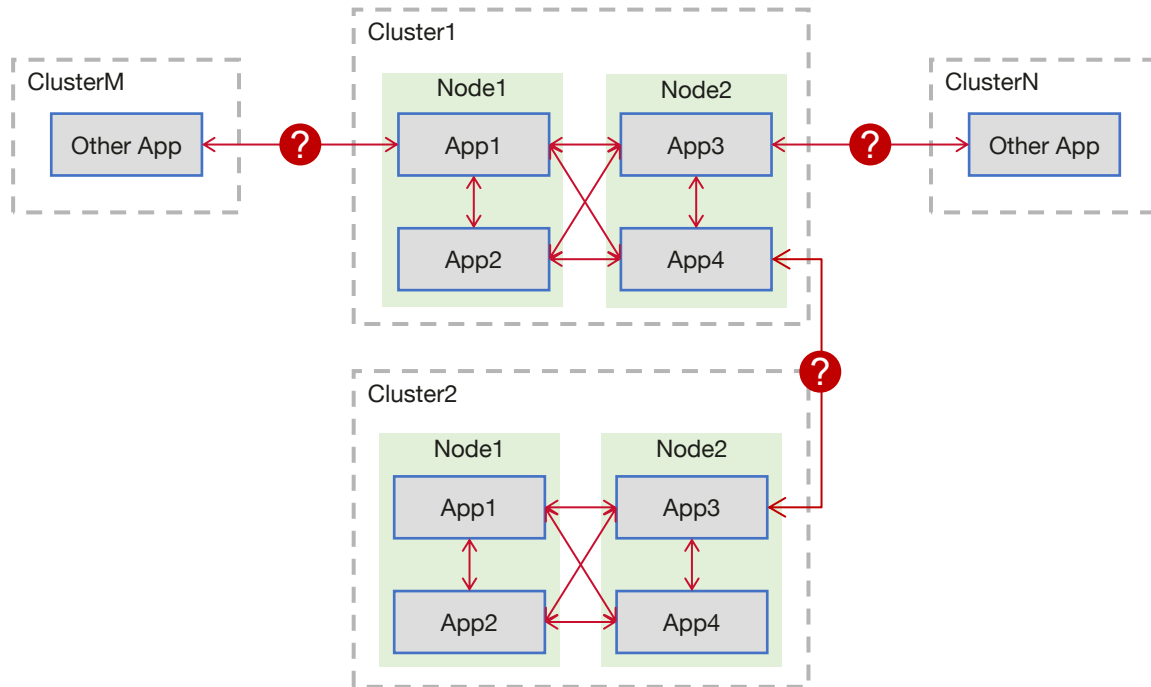 Cluster1
ClusterM
Other App
?
Node1
App1
App2
Node2
App3
App4
?
ClusterN
Other App
?
Cluster2
Node1
App1
App2
Node2
App3
App4